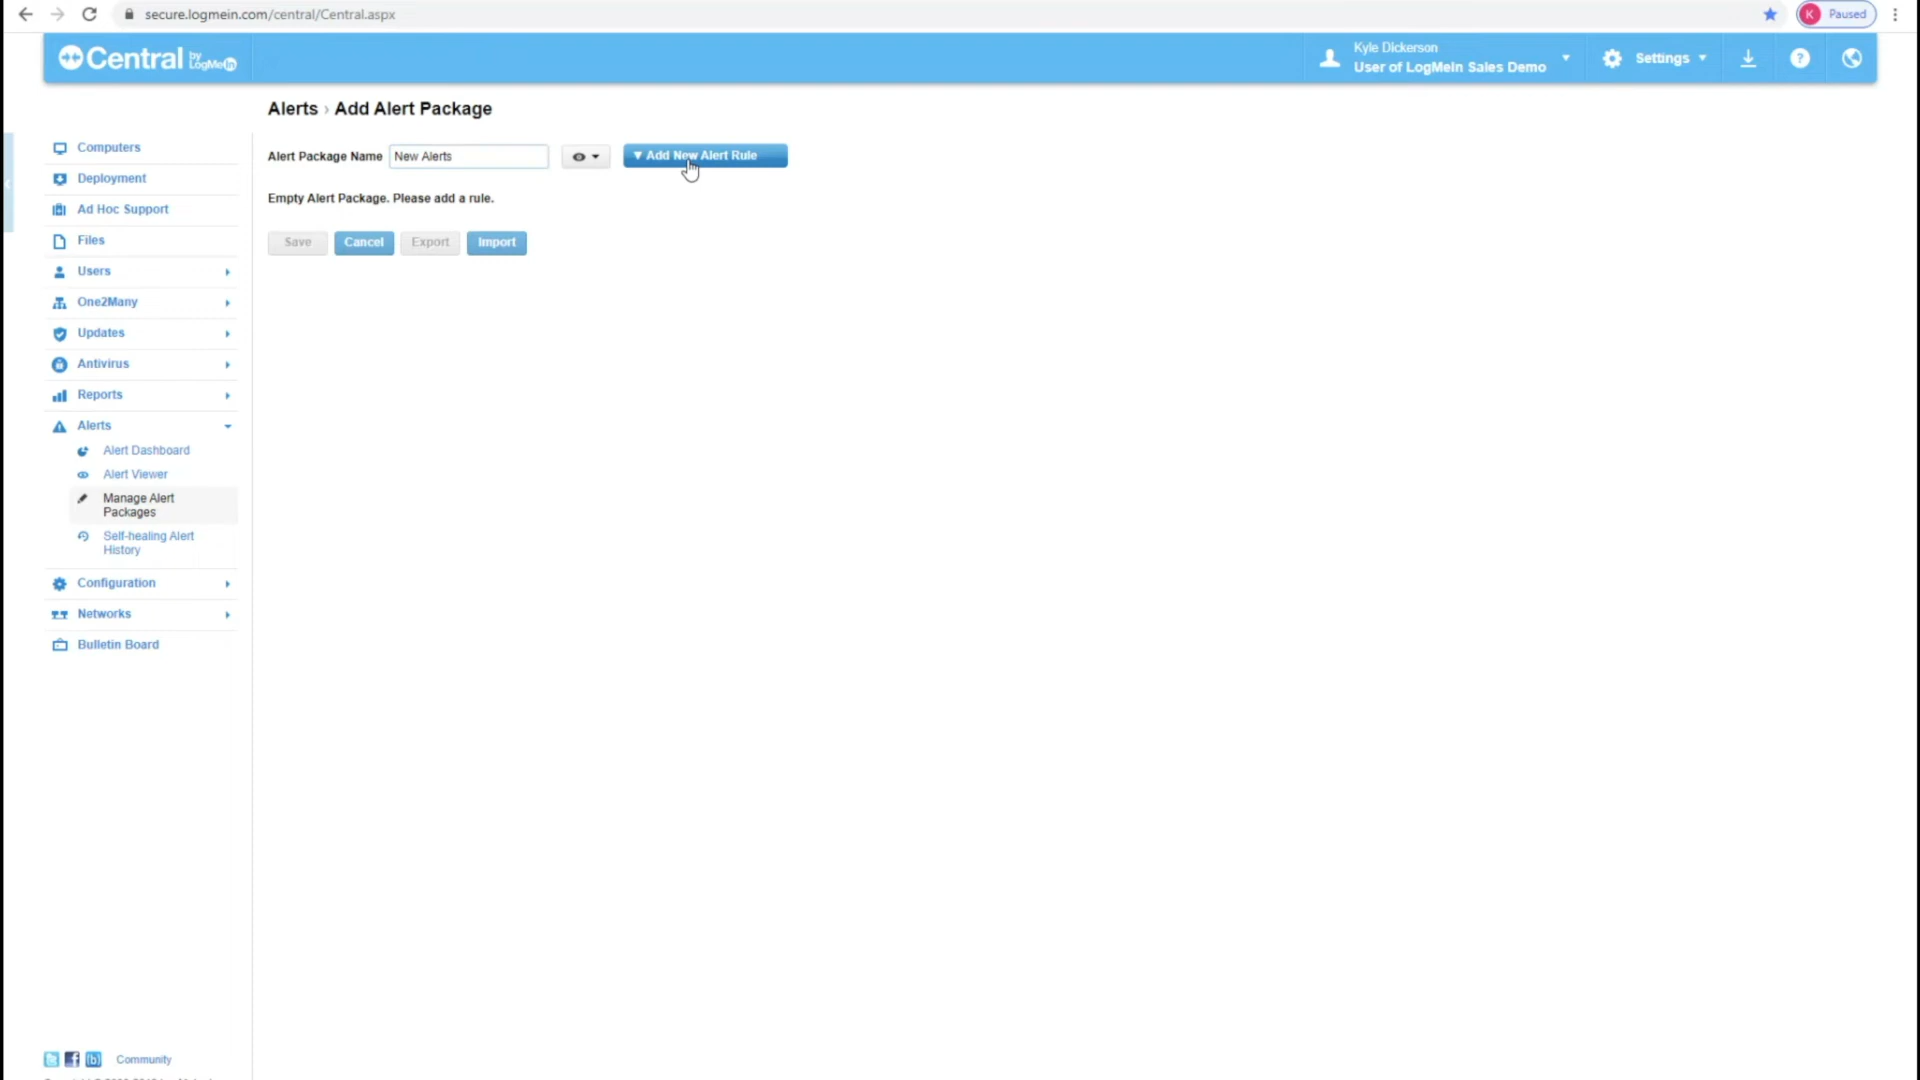 secure.logmein.com/central/Central.aspx
K Paused
Central by LogMeIn
Kyle Dickerson
User of LogMeIn Sales Demo
Settings
?
Alerts › Add Alert Package
Computers
Deployment
Ad Hoc Support
Files
Users
One2Many
Updates
Antivirus
Reports
Alerts
Alert Dashboard
Alert Viewer
Manage Alert
Packages
Self-healing Alert
History
Configuration
Networks
Bulletin Board
Alert Package Name New Alerts
Add New Alert Rule
Empty Alert Package. Please add a rule.
Save Cancel Export Import
Community